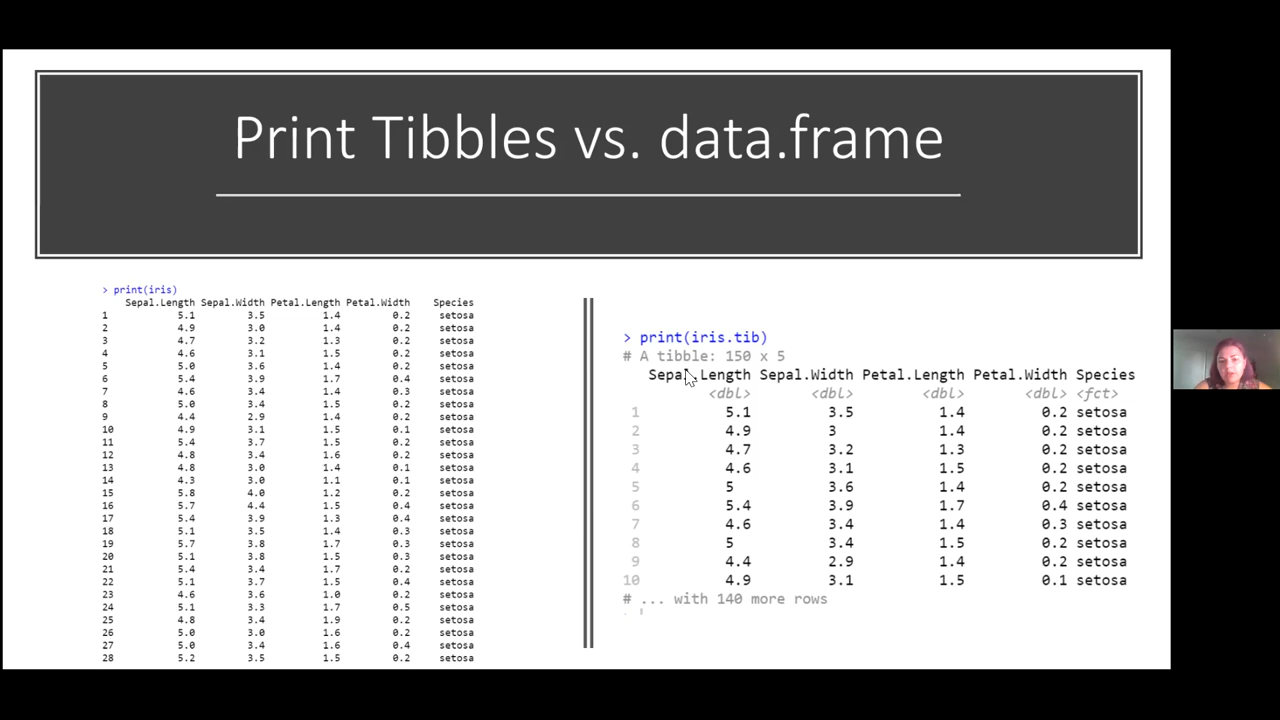 Print Tibbles vs. data.frame
> print(iris)
Sepal.Length Sepal.Width Petal.Length Petal.Width Species
1 5.1 3.5 1.4 0.2 setosa
2 4.9 3.0 1.4 0.2 setosa
3 4.7 3.2 1.3 0.2 setosa
4 4.6 3.1 1.5 0.2 setosa
5 5.0 3.6 1.4 0.2 setosa
6 5.4 3.9 1.7 0.4 setosa
7 4.6 3.4 1.4 0.3 setosa
8 5.0 3.4 1.5 0.2 setosa
9 4.4 2.9 1.4 0.2 setosa
10 4.9 3.1 1.5 0.1 setosa
11 5.4 3.7 1.5 0.2 setosa
12 4.8 3.4 1.6 0.2 setosa
13 4.8 3.0 1.4 0.1 setosa
14 4.3 3.0 1.1 0.1 setosa
15 5.8 4.0 1.2 0.2 setosa
16 5.7 4.4 1.5 0.4 setosa
17 5.4 3.9 1.3 0.4 setosa
18 5.1 3.5 1.4 0.3 setosa
19 5.7 3.8 1.7 0.3 setosa
20 5.1 3.8 1.5 0.3 setosa
21 5.4 3.4 1.7 0.2 setosa
22 5.1 3.7 1.5 0.4 setosa
23 4.6 3.6 1.0 0.2 setosa
24 5.1 3.3 1.7 0.5 setosa
25 4.8 3.4 1.9 0.2 setosa
26 5.0 3.0 1.6 0.2 setosa
27 5.0 3.4 1.6 0.4 setosa
28 5.2 3.5 1.5 0.2 setosa
> print(iris.tib)
# A tibble: 150 x 5
Sepal.Length Sepal.Width Petal.Length Petal.Width Species
<dbl> <dbl> <dbl> <dbl> <fct>
1 5.1 3.5 1.4 0.2 setosa
2 4.9 3 1.4 0.2 setosa
3 4.7 3.2 1.3 0.2 setosa
4 4.6 3.1 1.5 0.2 setosa
5 5 3.6 1.4 0.2 setosa
6 5.4 3.9 1.7 0.4 setosa
7 4.6 3.4 1.4 0.3 setosa
8 5 3.4 1.5 0.2 setosa
9 4.4 2.9 1.4 0.2 setosa
10 4.9 3.1 1.5 0.1 setosa
# ... with 140 more rows